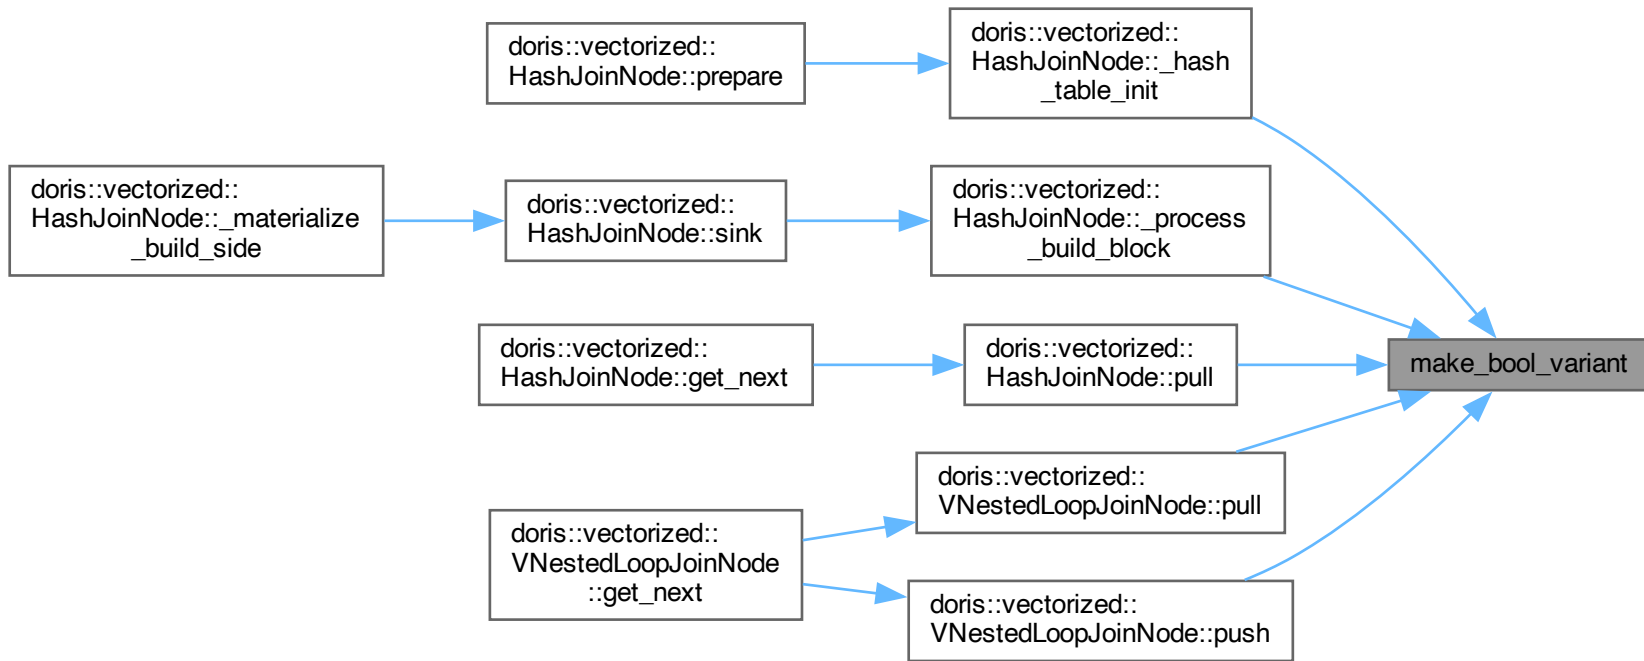 doris::vectorized::
HashJoinNode::prepare
doris::vectorized::
HashJoinNode::_hash
_table_init
doris::vectorized::
HashJoinNode::_materialize
_build_side
doris::vectorized::
HashJoinNode::sink
doris::vectorized::
HashJoinNode::_process
_build_block
doris::vectorized::
HashJoinNode::get_next
doris::vectorized::
HashJoinNode::pull
make_bool_variant
doris::vectorized::
VNestedLoopJoinNode::pull
doris::vectorized::
VNestedLoopJoinNode
::get_next
doris::vectorized::
VNestedLoopJoinNode::push